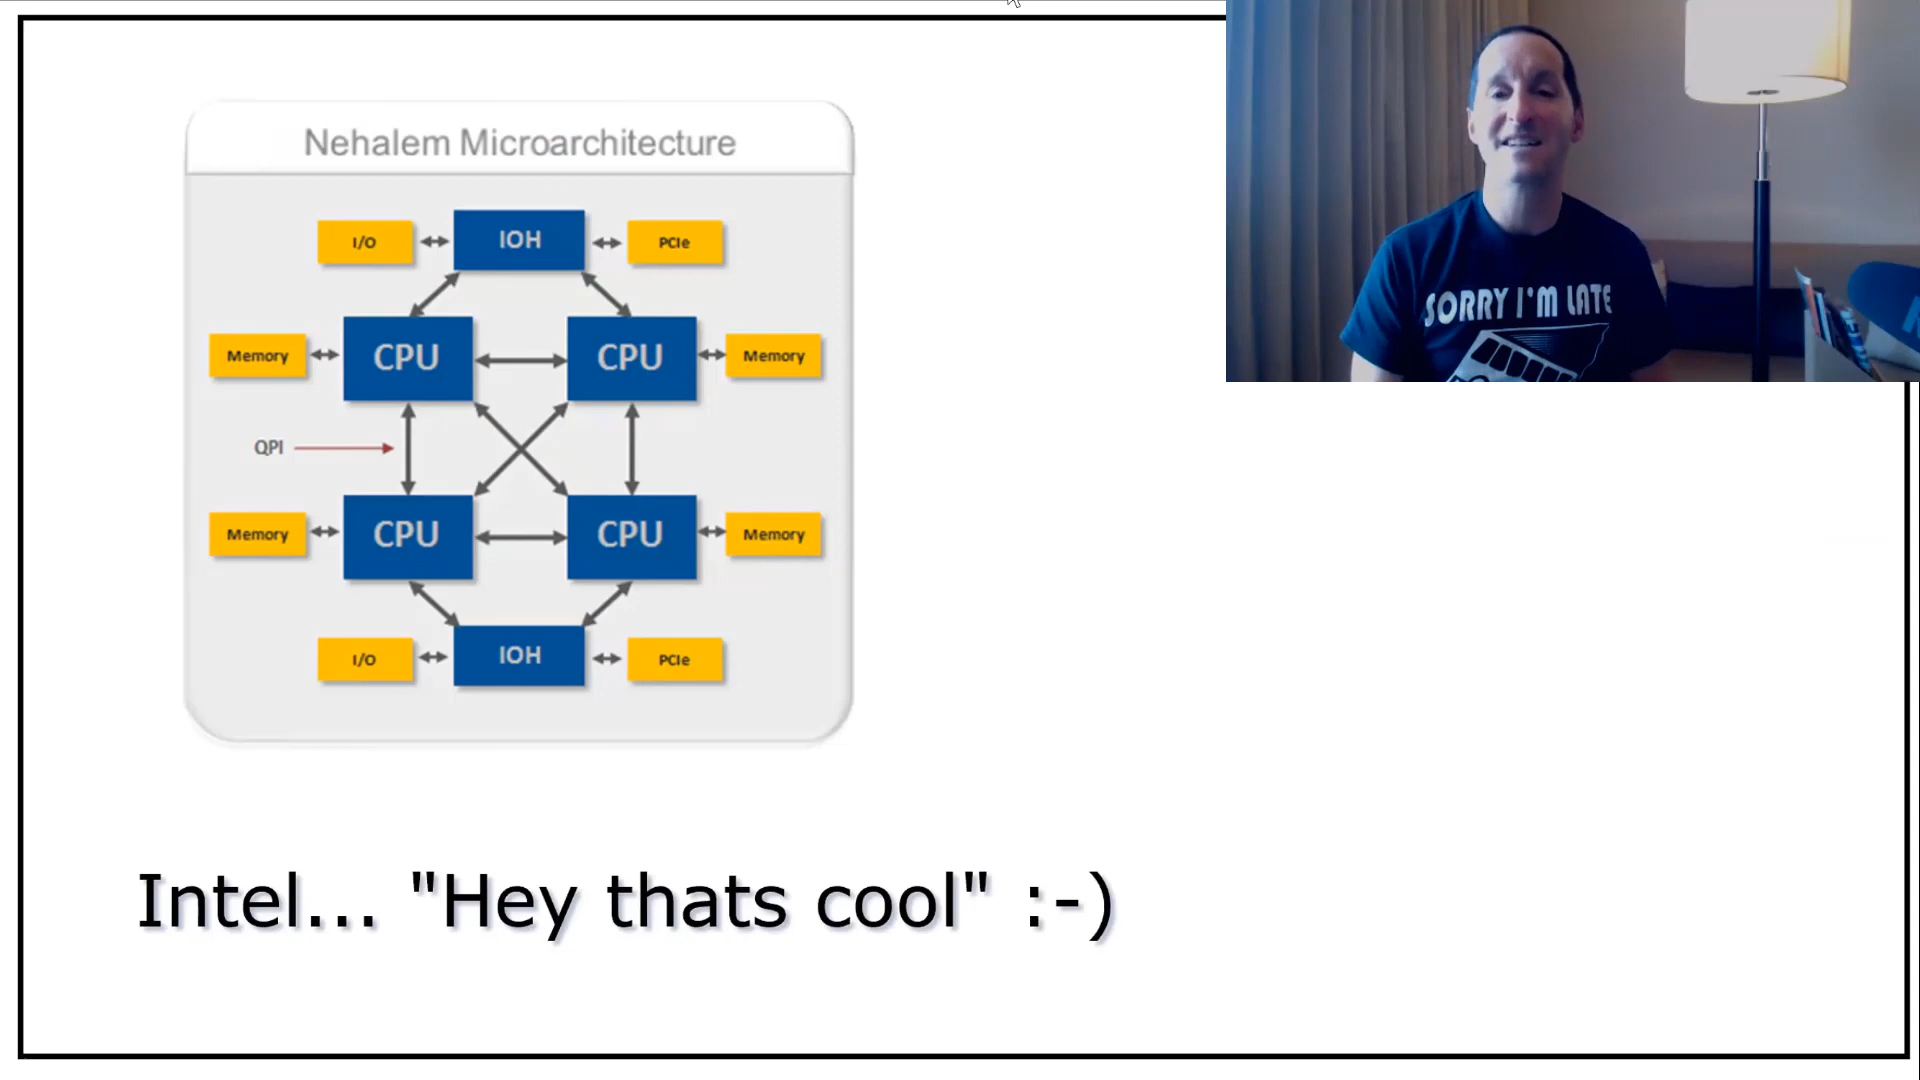 Nehalem Microarchitecture
I/O IOH PCIe
Memory CPU CPU Memory
QPI
Memory CPU CPU Memory
I/O IOH PCIe
Intel... "Hey thats cool" :-)
SORRY I'M LATE